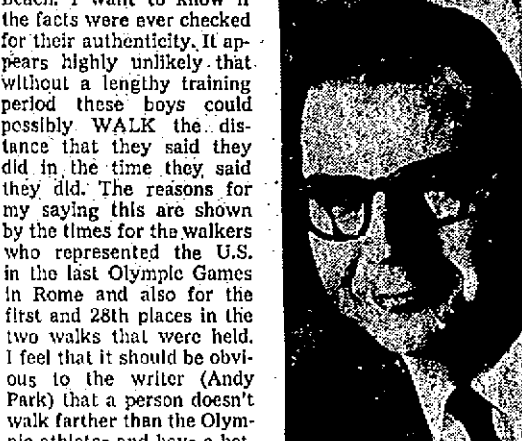 Beach. I want to know if
the facts were ever checked
for their authenticity. It ap-
pears highly unlikely that
without a lengthy training
period these boys could
possibly WALK the dis-
tance that they said they
did in the time they said
they did. The reasons for
my saying this are shown
by the times for the walkers
who represented the U.S.
in the last Olympic Games
in Rome and also for the
first and 28th places in the
two walks that were held.
I feel that it should be obvi-
ous to the writer (Andy
Park) that a person doesn't
walk farther than the Olym-
pic athletes and have a bet-